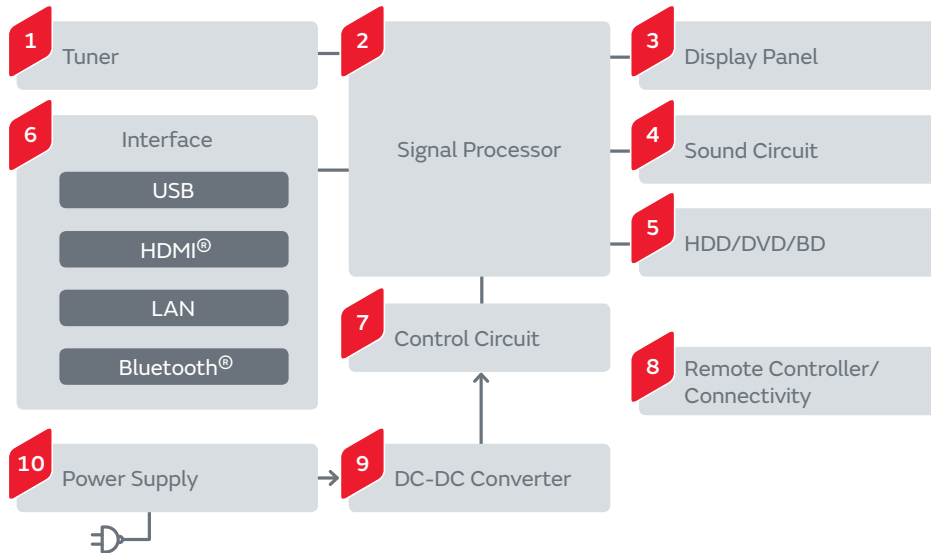 1
Tuner
2
Signal Processor
3
Display Panel
4
Sound Circuit
5
HDD/DVD/BD
6
Interface
USB
HDMI®
LAN
Bluetooth®
7
Control Circuit
8
Remote Controller/
Connectivity
10
Power Supply
9
DC-DC Converter